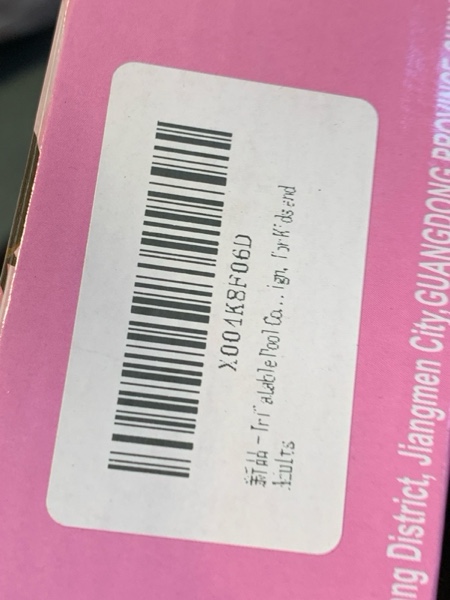 X001K8F06D
新品 - Inflatable Pool Ca... ign, for Kids and
Adults
ng District, Jiangmen City, GUANGDONG PROVINCE